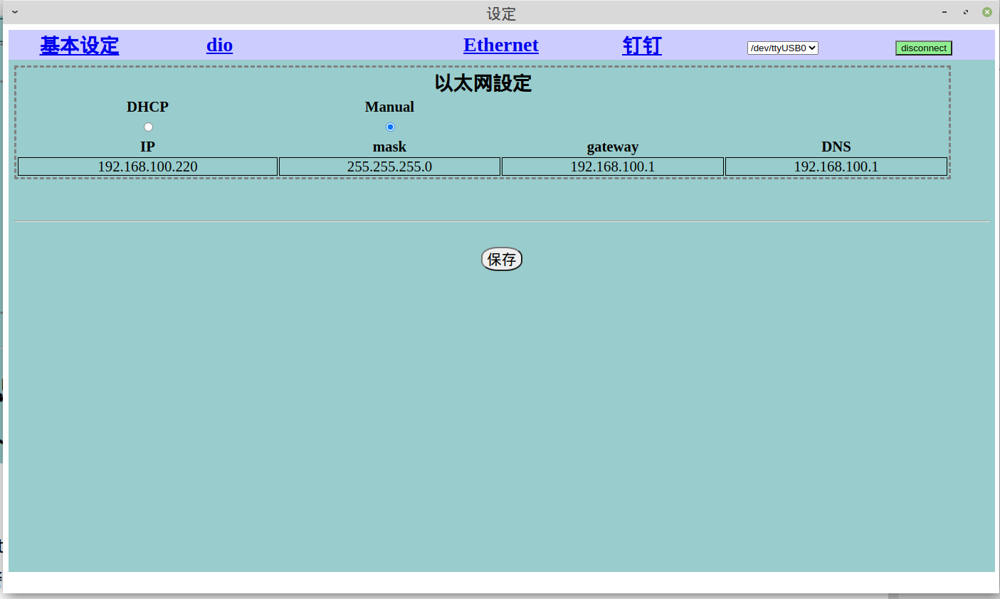 设定
基本设定 dio Ethernet 钉钉 /dev/ttyUSB0 disconnect
以太网設定
DHCP Manual
IP mask gateway DNS
192.168.100.220 255.255.255.0 192.168.100.1 192.168.100.1
保存